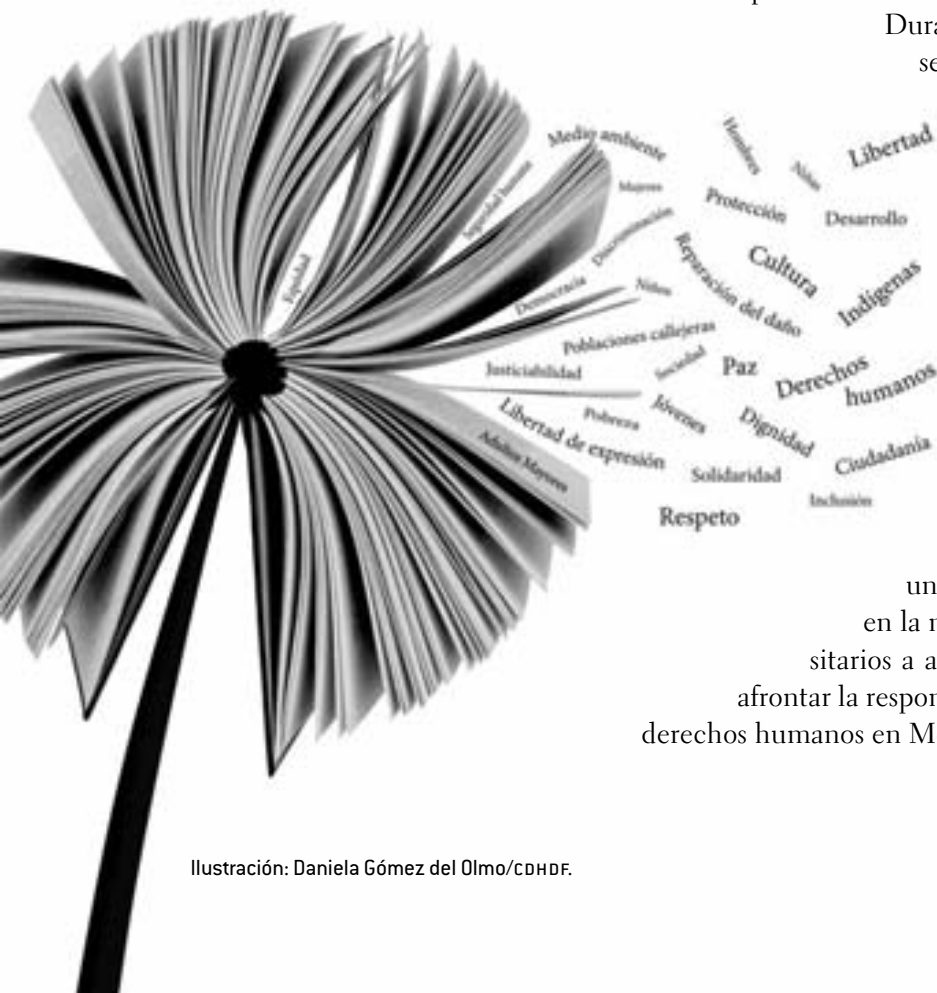 Dura
se
Medio ambiente
Hombres
Niñas
Libertad
Mujeres
Seguridad humana
Protección
Desarrollo
Discriminación
Equidad
Cultura
Reparación del daño
Indígenas
Democracia
Niños
Poblaciones callejeras
Justiciabilidad
Sociedad
Paz
Derechos
humanos
Libertad de expresión
Pobreza
Jóvenes
Dignidad
Adultos Mayores
Solidaridad
Ciudadanía
Inclusión
Respeto
un
en la
sitarios a a
afrontar la respon
derechos humanos en M
Ilustración: Daniela Gómez del Olmo/CDHDF.